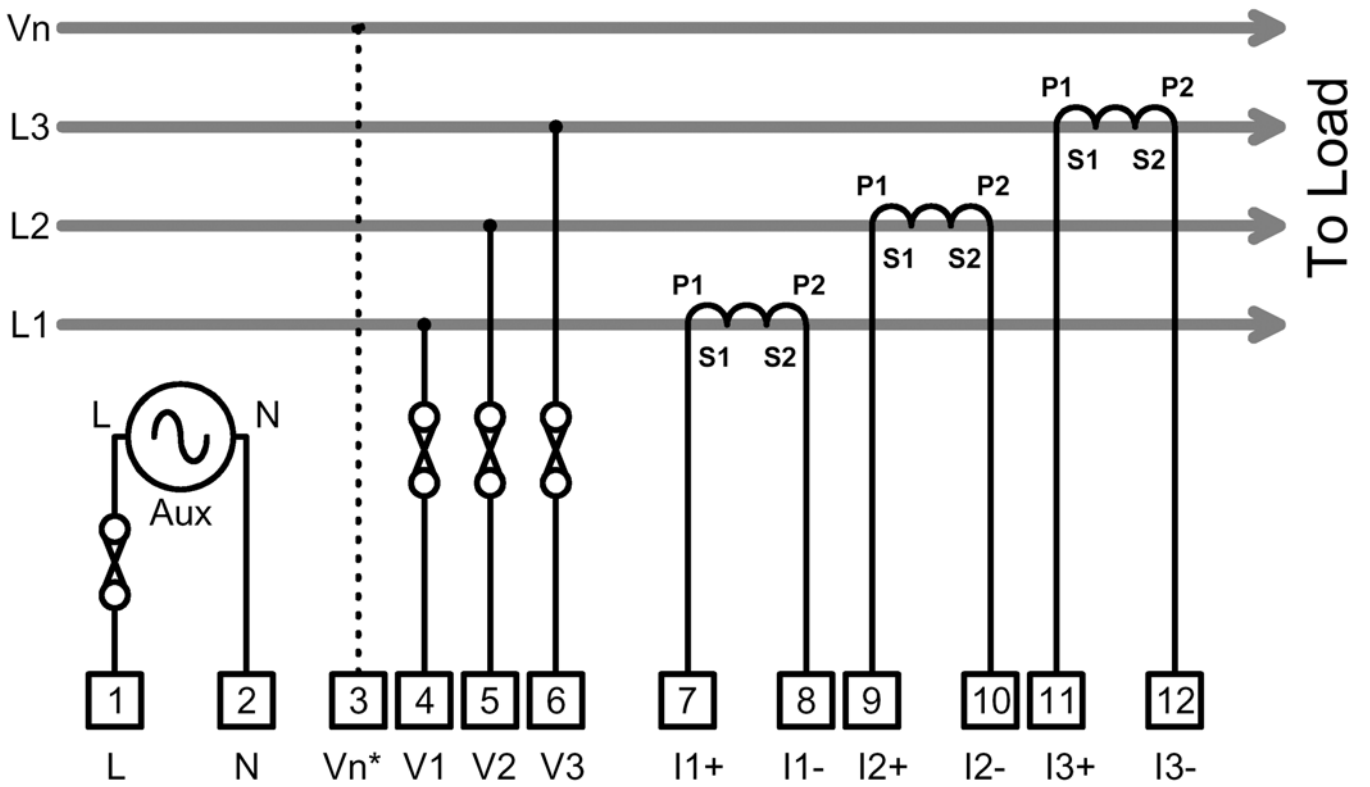 Vn
P1 P2
L3
S1 S2
To Load
P1 P2
L2
S1 S2
P1 P2
L1
S1 S2
L N
Aux
1 2 3 4 5 6 7 8 9 10 11 12
L N Vn* V1 V2 V3 I1+ I1- I2+ I2- I3+ I3-